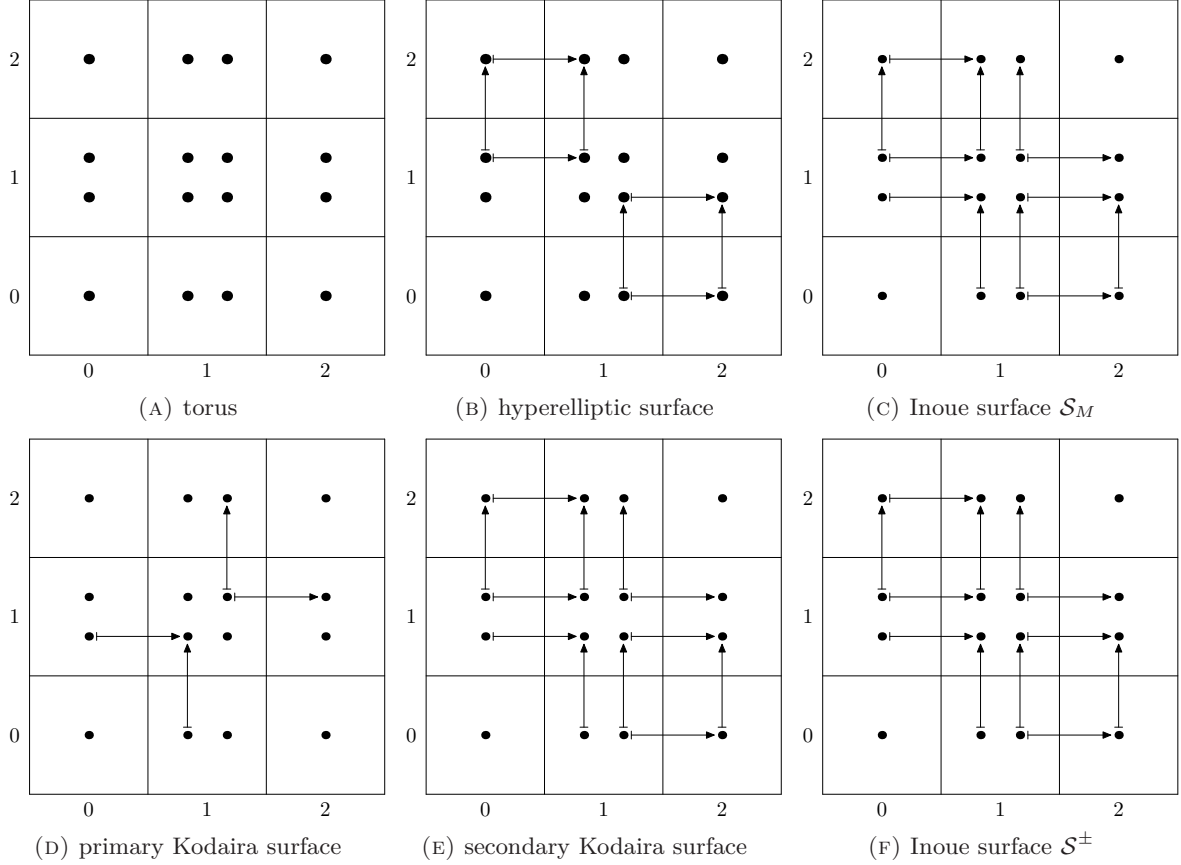 2 2 2
1 1 1
0 0 0
0 1 2 0 1 2 0 1 2
(A) torus (B) hyperelliptic surface (C) Inoue surface 𝒮_M
2 2 2
1 1 1
0 0 0
0 1 2 0 1 2 0 1 2
(D) primary Kodaira surface (E) secondary Kodaira surface (F) Inoue surface 𝒮^±